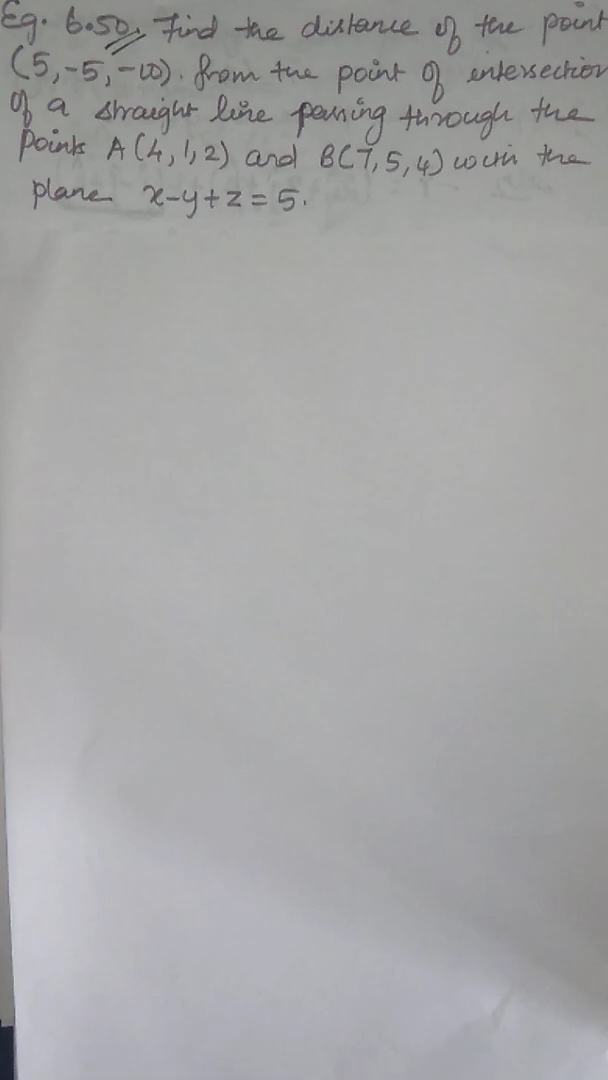 Eg. 6.50, Find the distance of the point
(5,-5,-10). from the point of intersection
of a straight line passing through the
points A(4,1,2) and B(7,5,4) with the
plane x-y+z=5.